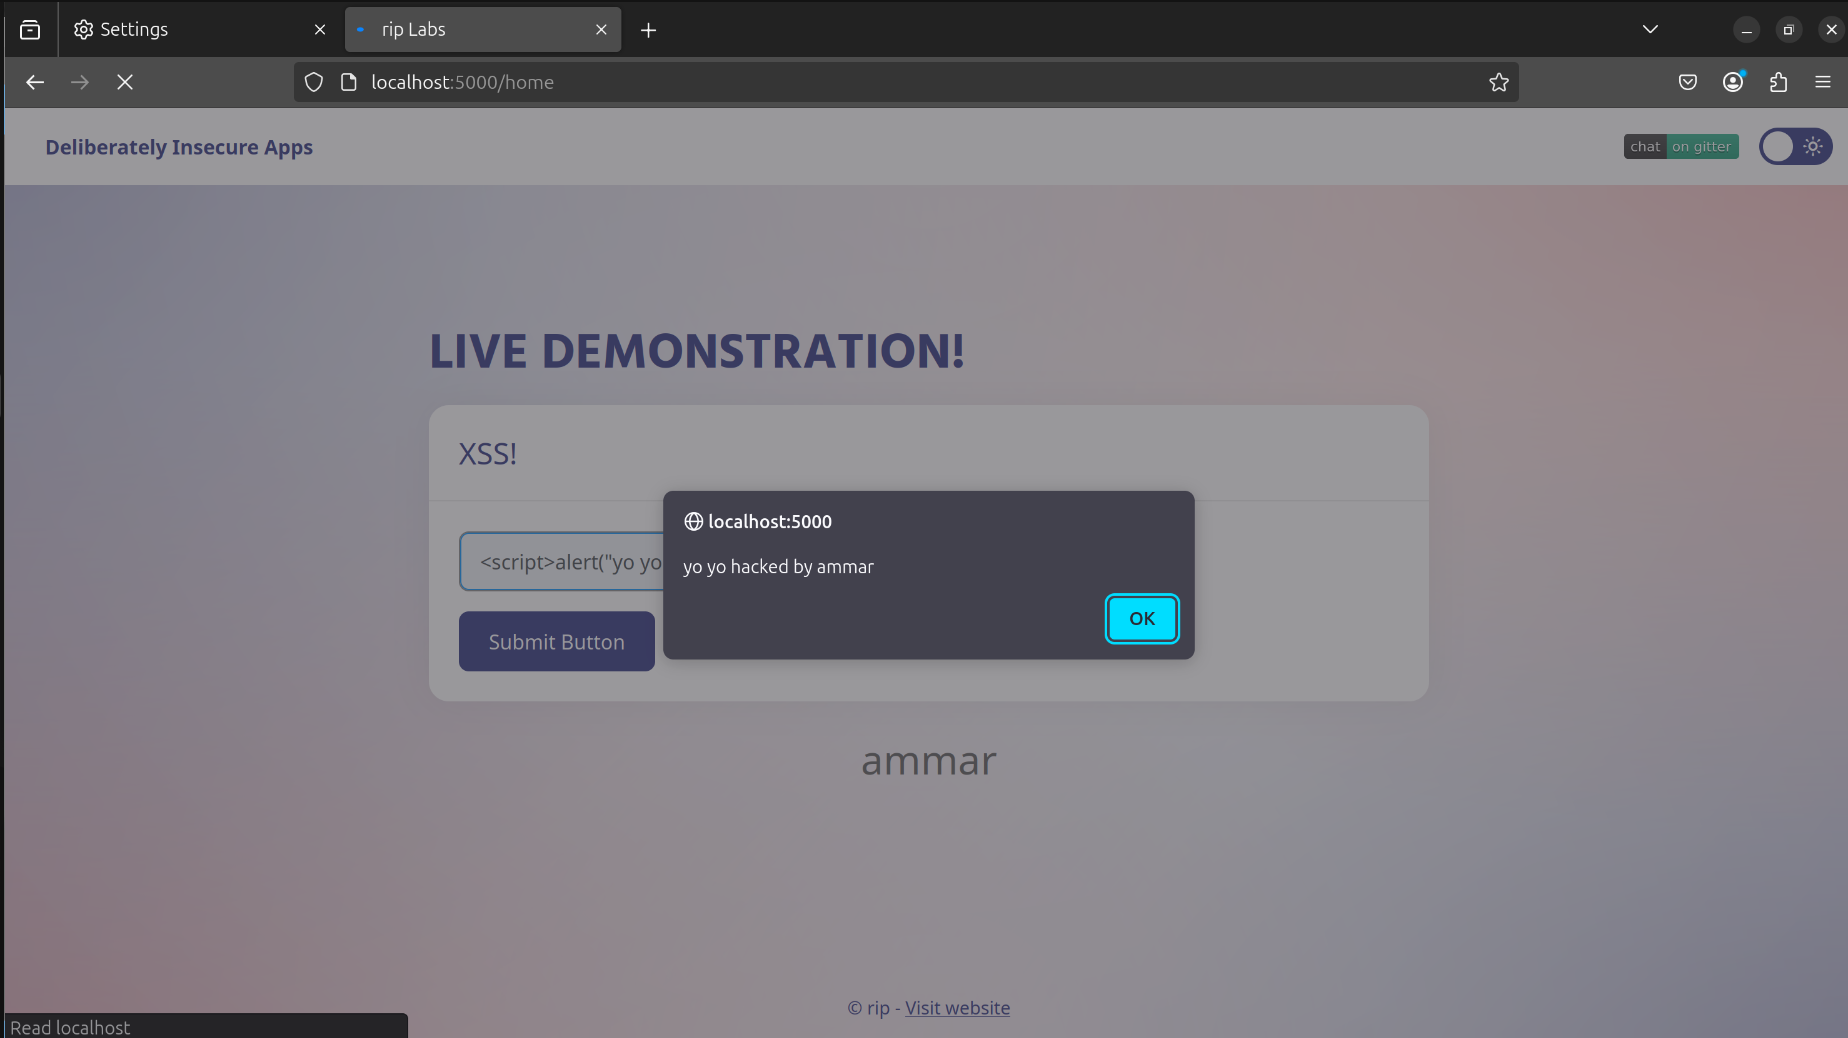 Settings
rip Labs
localhost:5000/home
Deliberately Insecure Apps
chat on gitter
LIVE DEMONSTRATION!
XSS!
localhost:5000
yo yo hacked by ammar
<script>alert("yo yo
OK
Submit Button
ammar
© rip - Visit website
Read localhost